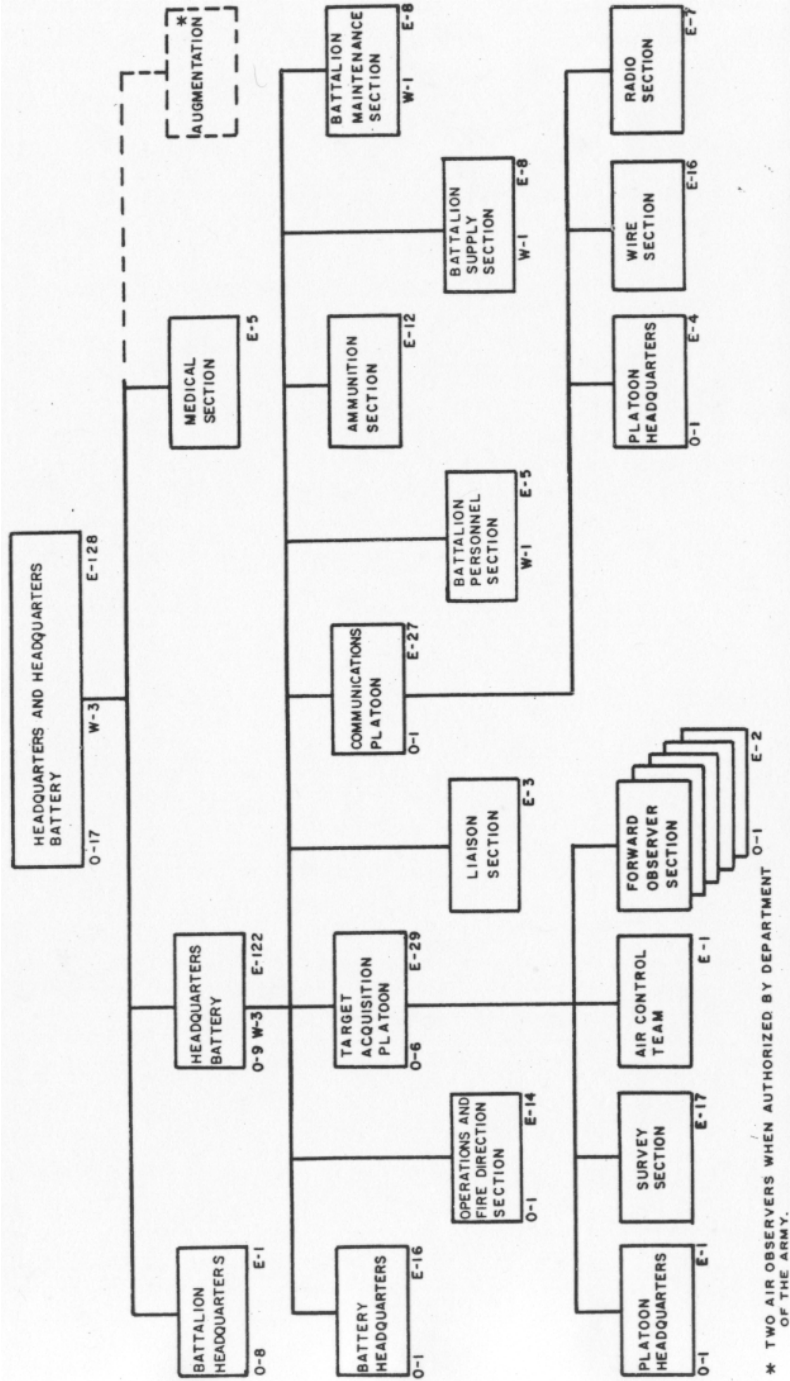 HEADQUARTERS AND HEADQUARTERS
BATTERY
O-17
W-3
E-128
BATTALION
HEADQUARTERS
O-8
E-1
HEADQUARTERS
BATTERY
O-9 W-3
E-122
MEDICAL
SECTION
E-5
*
AUGMENTATION
BATTERY
HEADQUARTERS
O-1
E-16
OPERATIONS AND
FIRE DIRECTION
SECTION
O-1
E-14
TARGET
ACQUISITION
PLATOON
O-6
E-29
LIAISON
SECTION
E-3
COMMUNICATIONS
PLATOON
O-1
E-27
BATTALION
PERSONNEL
SECTION
W-1
E-5
AMMUNITION
SECTION
E-12
BATTALION
SUPPLY
SECTION
W-1
E-8
BATTALION
MAINTENANCE
SECTION
W-1
E-8
PLATOON
HEADQUARTERS
O-1
E-1
SURVEY
SECTION
E-17
AIR CONTROL
TEAM
E-1
FORWARD
OBSERVER
SECTION
O-1
E-2
PLATOON
HEADQUARTERS
O-1
E-4
WIRE
SECTION
E-16
RADIO
SECTION
E-7
* TWO AIR OBSERVERS WHEN AUTHORIZED BY DEPARTMENT
OF THE ARMY.